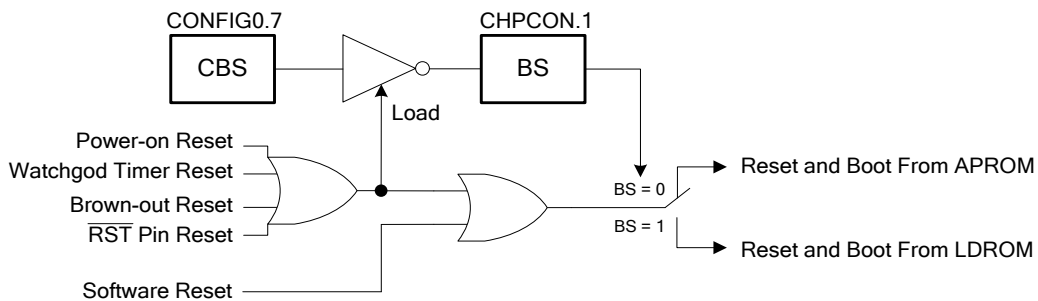 CONFIG0.7
CHPCON.1
CBS
BS
Load
Power-on Reset
Watchgod Timer Reset
Brown-out Reset
RST Pin Reset
Software Reset
BS = 0
BS = 1
Reset and Boot From APROM
Reset and Boot From LDROM